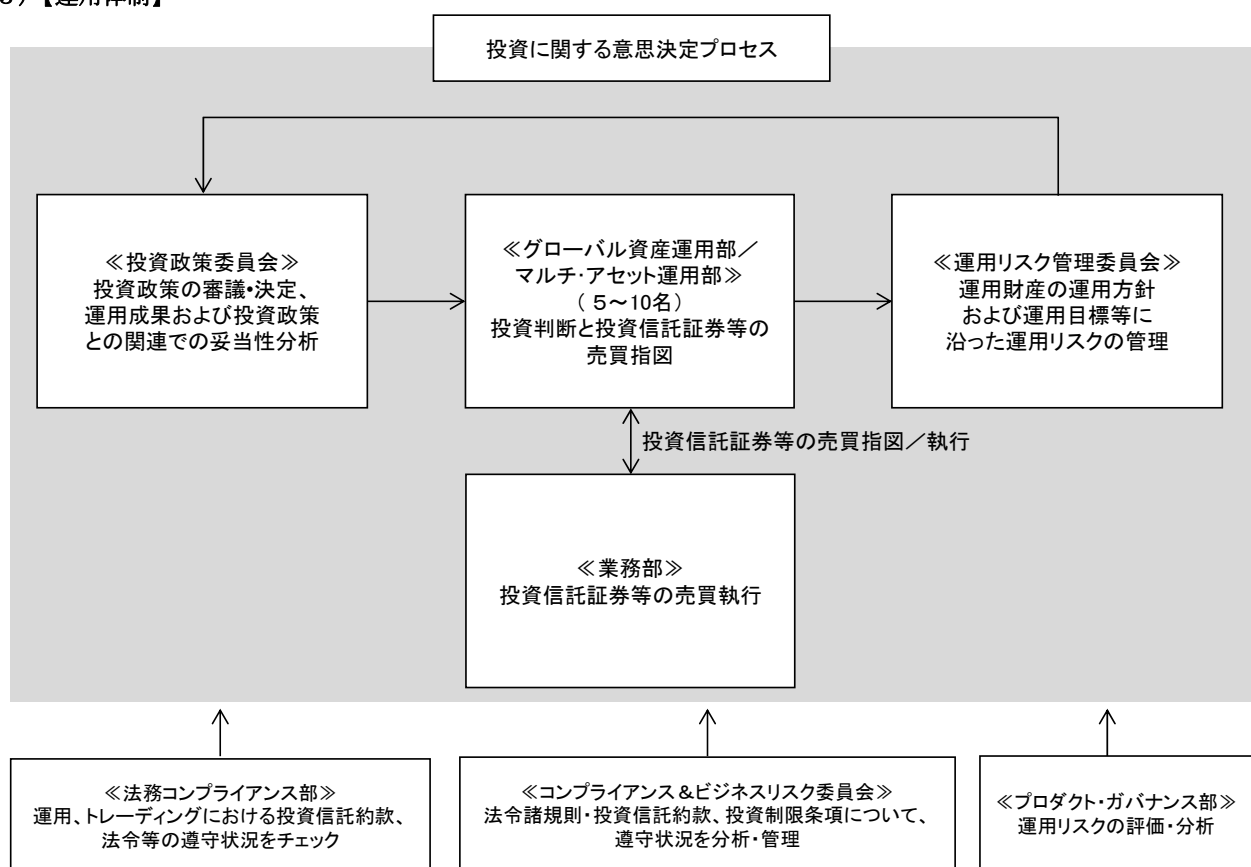 【運用体制】
投資に関する意思決定プロセス
≪投資政策委員会≫
投資政策の審議・決定、
運用成果および投資政策
との関連での妥当性分析
≪グローバル資産運用部／
マルチ・アセット運用部≫
（ 5～10名）
投資判断と投資信託証券等の
売買指図
≪運用リスク管理委員会≫
運用財産の運用方針
および運用目標等に
沿った運用リスクの管理
投資信託証券等の売買指図／執行
≪業務部≫
投資信託証券等の売買執行
≪法務コンプライアンス部≫
運用、トレーディングにおける投資信託約款、
法令等の遵守状況をチェック
≪コンプライアンス＆ビジネスリスク委員会≫
法令諸規則・投資信託約款、投資制限条項について、
遵守状況を分析・管理
≪プロダクト・ガバナンス部≫
運用リスクの評価・分析